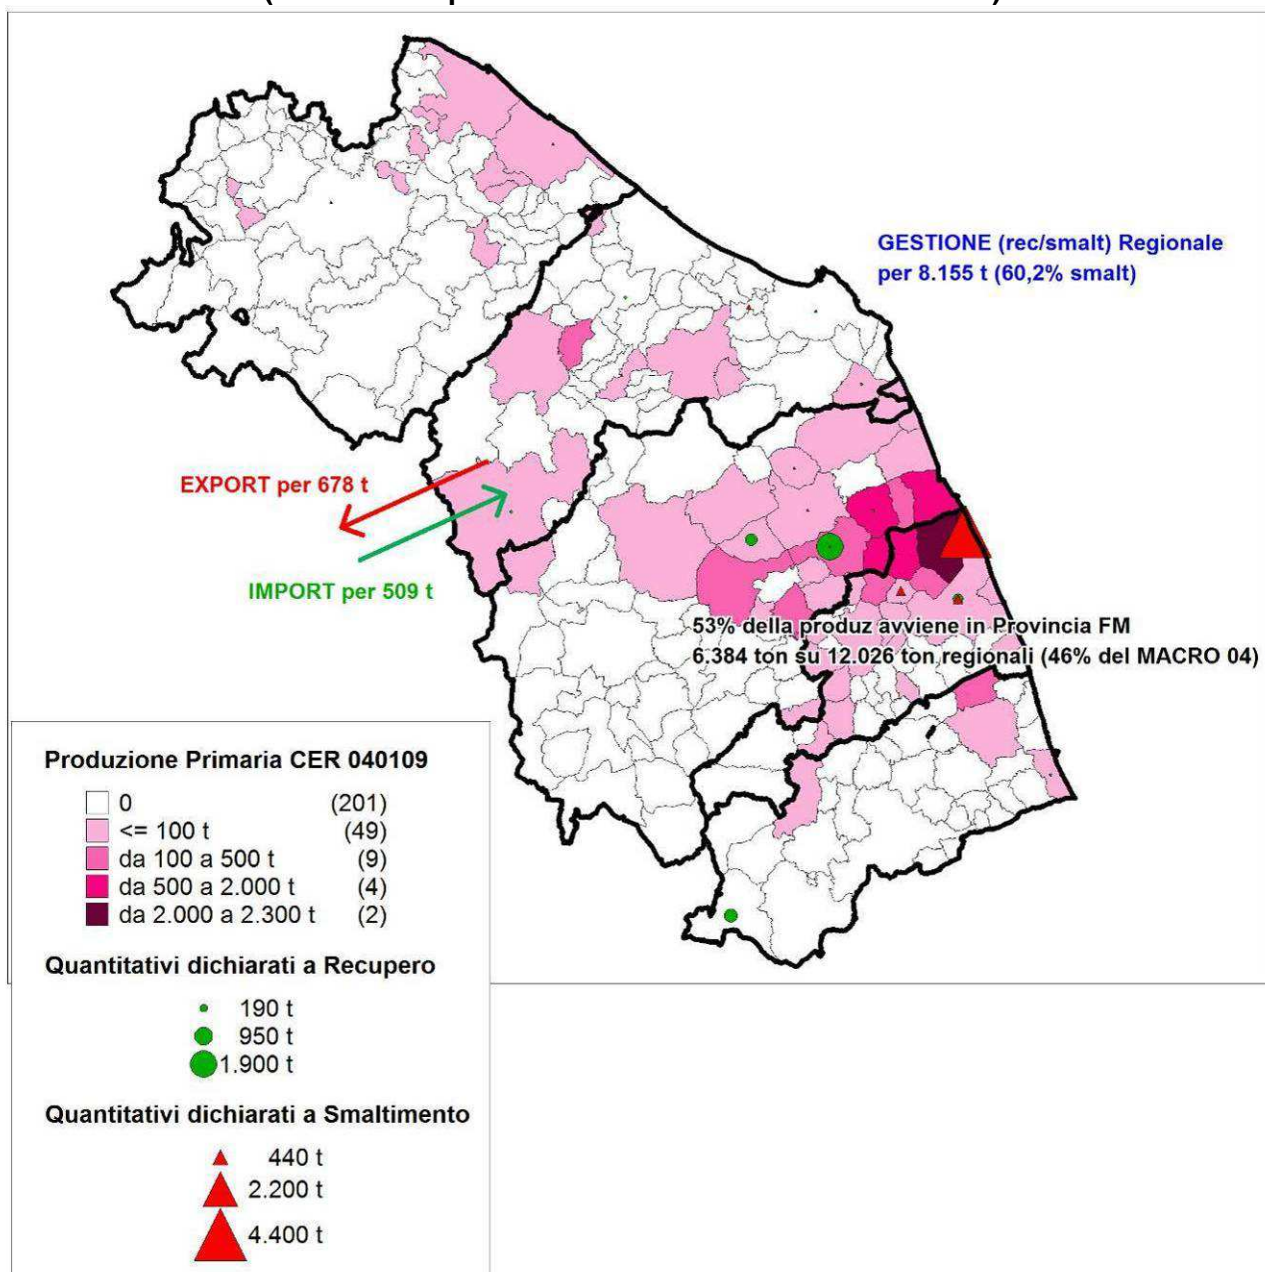 GESTIONE (rec/smalt) Regionale
per 8.155 t (60,2% smalt)
EXPORT per 678 t
IMPORT per 509 t
53% della produz avviene in Provincia FM
6.384 ton su 12.026 ton regionali (46% del MACRO 04)
Produzione Primaria CER 040109
0 (201)
<= 100 t (49)
da 100 a 500 t (9)
da 500 a 2.000 t (4)
da 2.000 a 2.300 t (2)
Quantitativi dichiarati a Recupero
190 t
950 t
1.900 t
Quantitativi dichiarati a Smaltimento
440 t
2.200 t
4.400 t